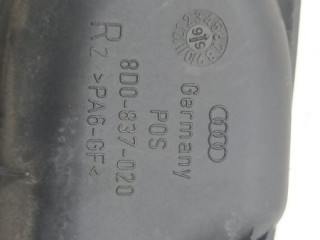 Germany
POS
8D0-837-020
R2 >PA6-GF<